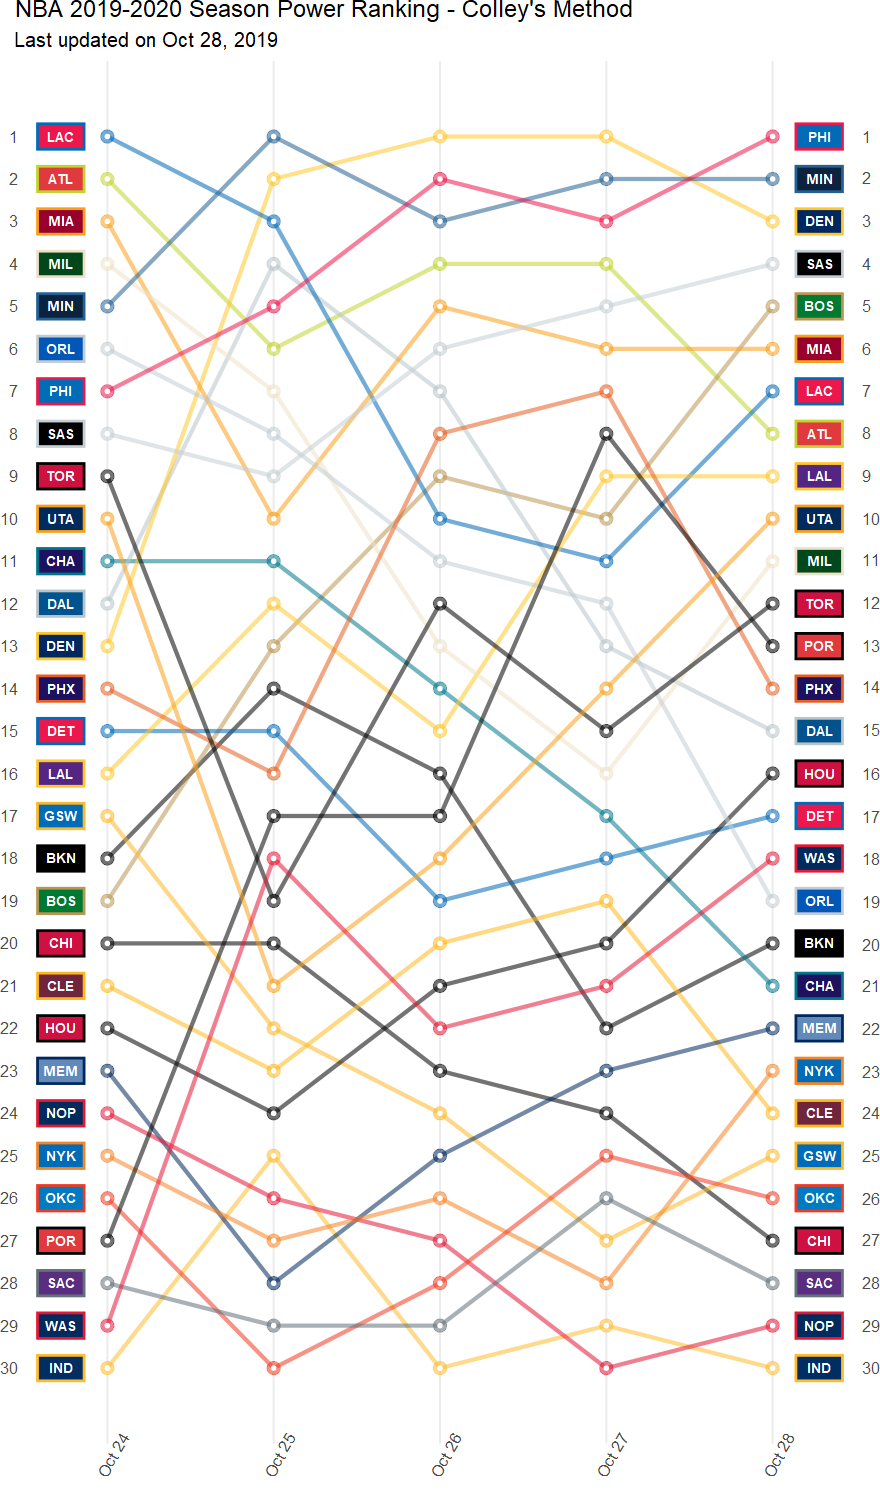 NBA 2019-2020 Season Power Ranking - Colley's Method
Last updated on Oct 28, 2019
1 LAC PHI 1
2 ATL MIN 2
3 MIA DEN 3
4 MIL SAS 4
5 MIN BOS 5
6 ORL MIA 6
7 PHI LAC 7
8 SAS ATL 8
9 TOR LAL 9
10 UTA UTA 10
11 CHA MIL 11
12 DAL TOR 12
13 DEN POR 13
14 PHX PHX 14
15 DET DAL 15
16 LAL HOU 16
17 GSW DET 17
18 BKN WAS 18
19 BOS ORL 19
20 CHI BKN 20
21 CLE CHA 21
22 HOU MEM 22
23 MEM NYK 23
24 NOP CLE 24
25 NYK GSW 25
26 OKC OKC 26
27 POR CHI 27
28 SAC SAC 28
29 WAS NOP 29
30 IND IND 30
Oct 24 Oct 25 Oct 26 Oct 27 Oct 28